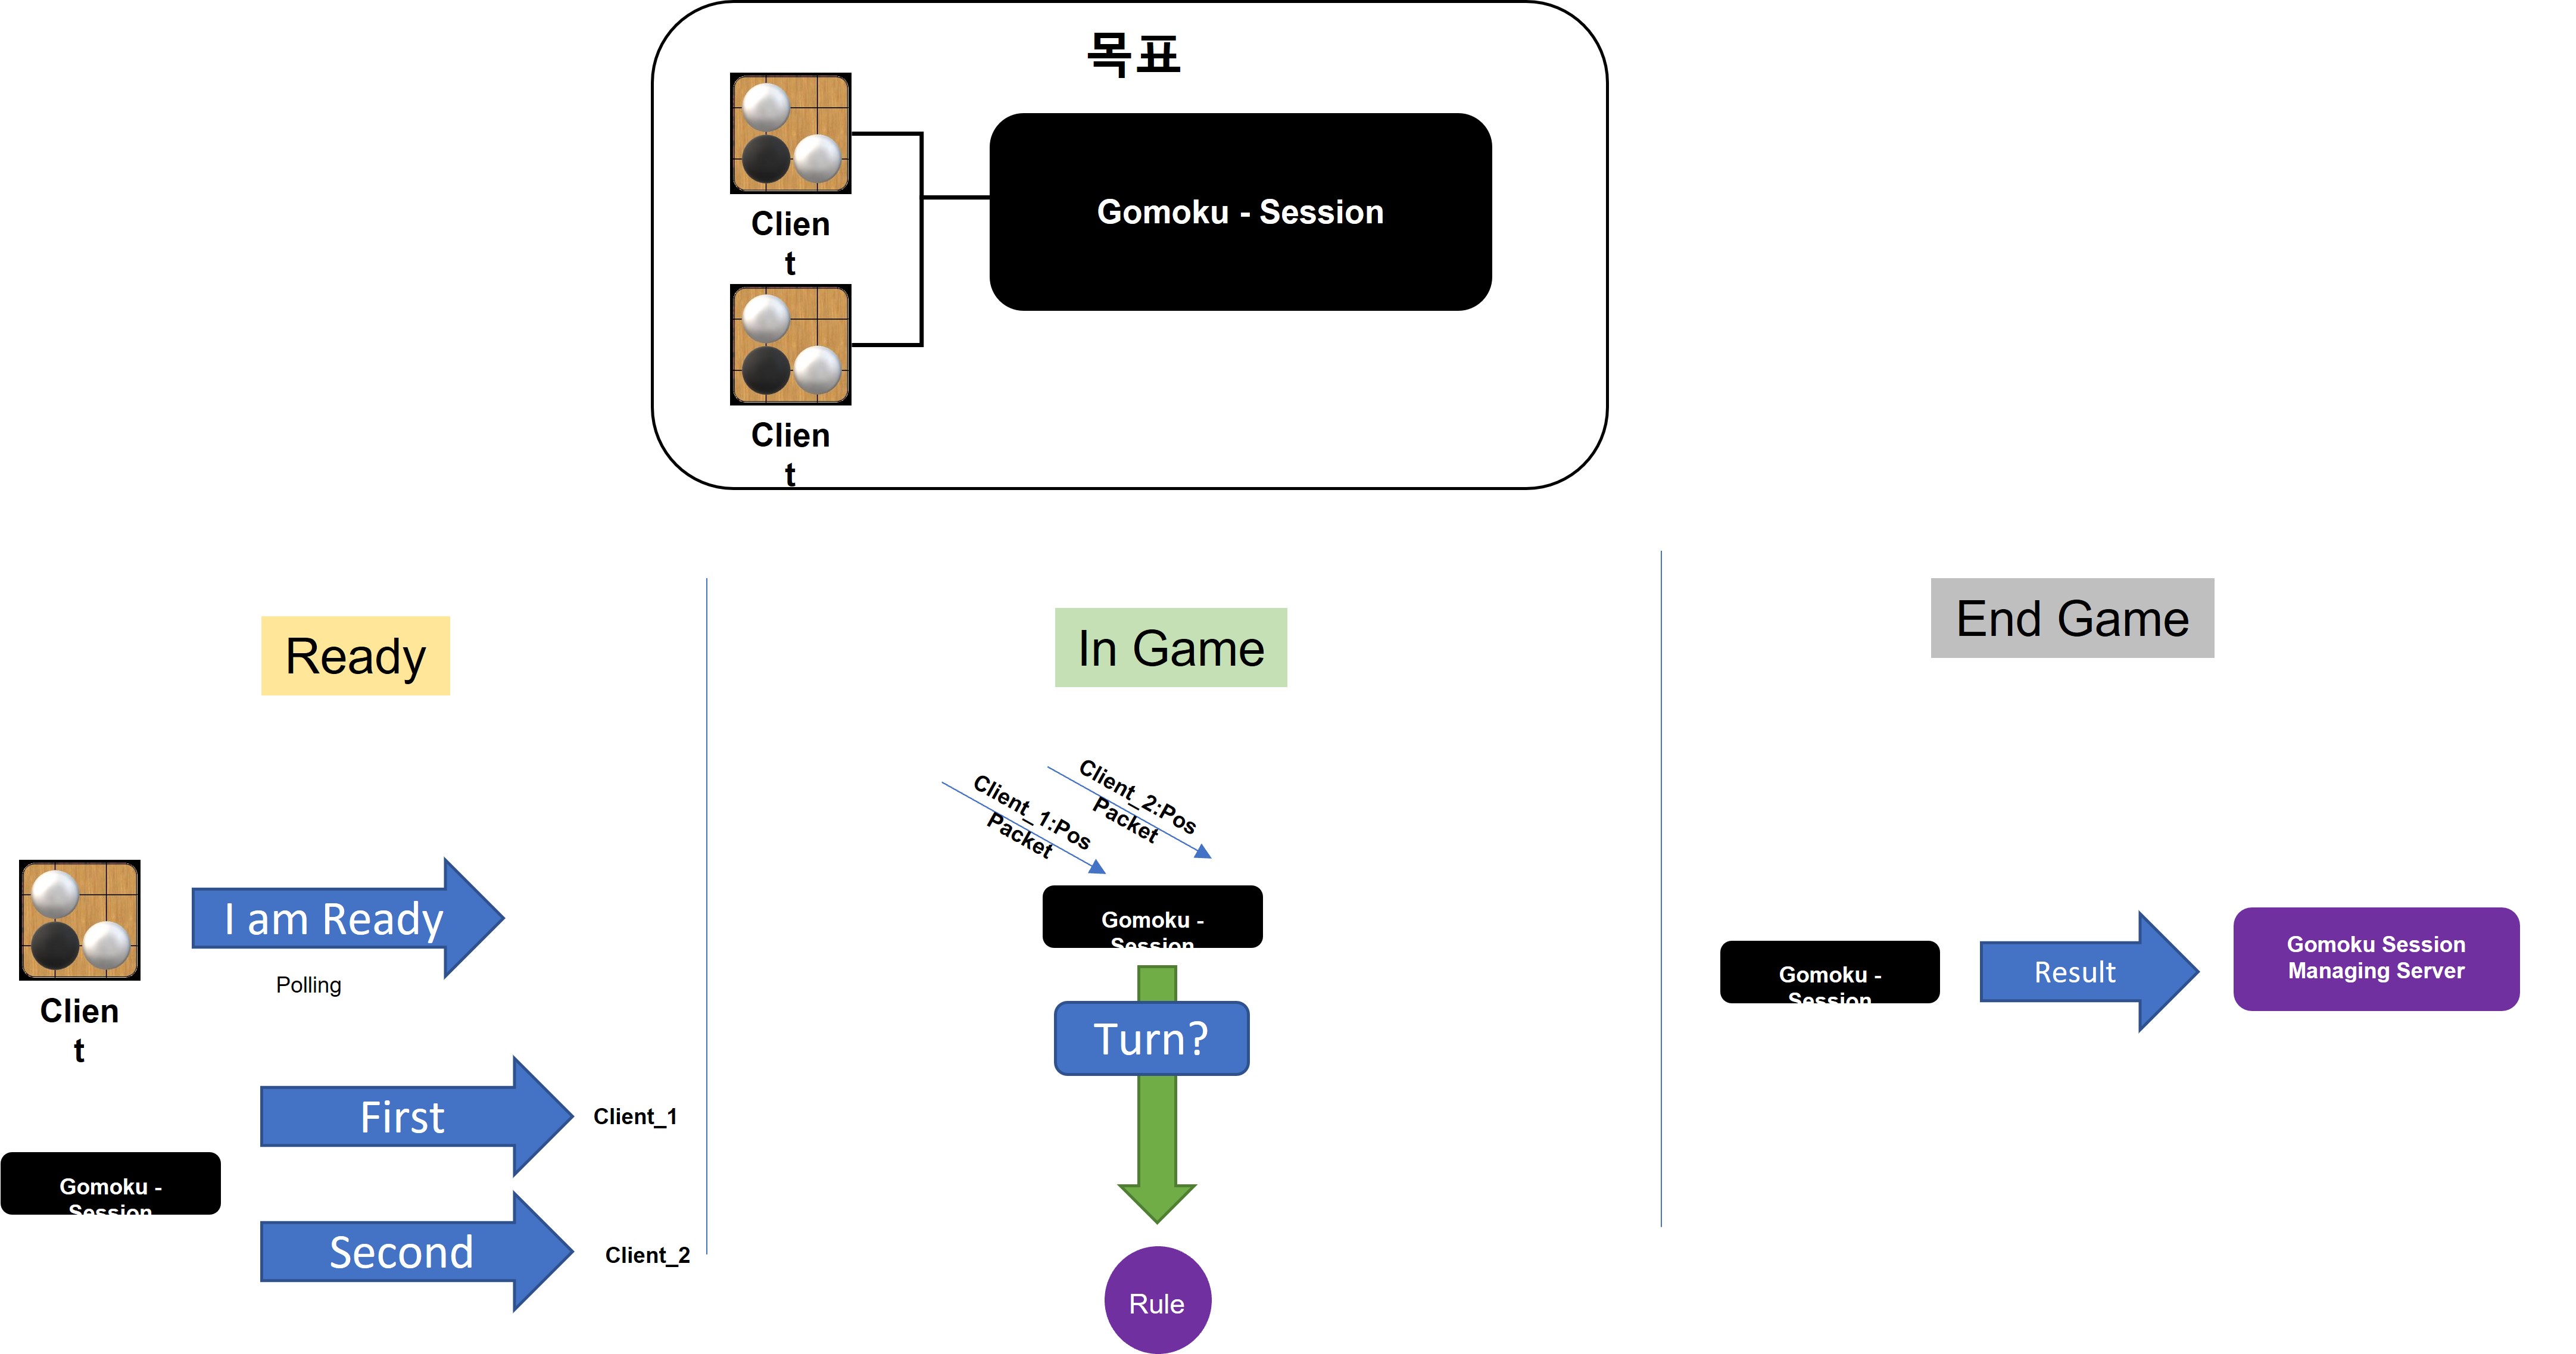 목표
Clien
t
Gomoku - Session
Clien
t
Ready
In Game
End Game
Clien
t
I am Ready
Polling
Gomoku -
Session
First
Client_1
Second
Client_2
Client_1:Pos
Packet
Client_2:Pos
Packet
Gomoku -
Session
Turn?
Rule
Gomoku -
Session
Result
Gomoku Session
Managing Server